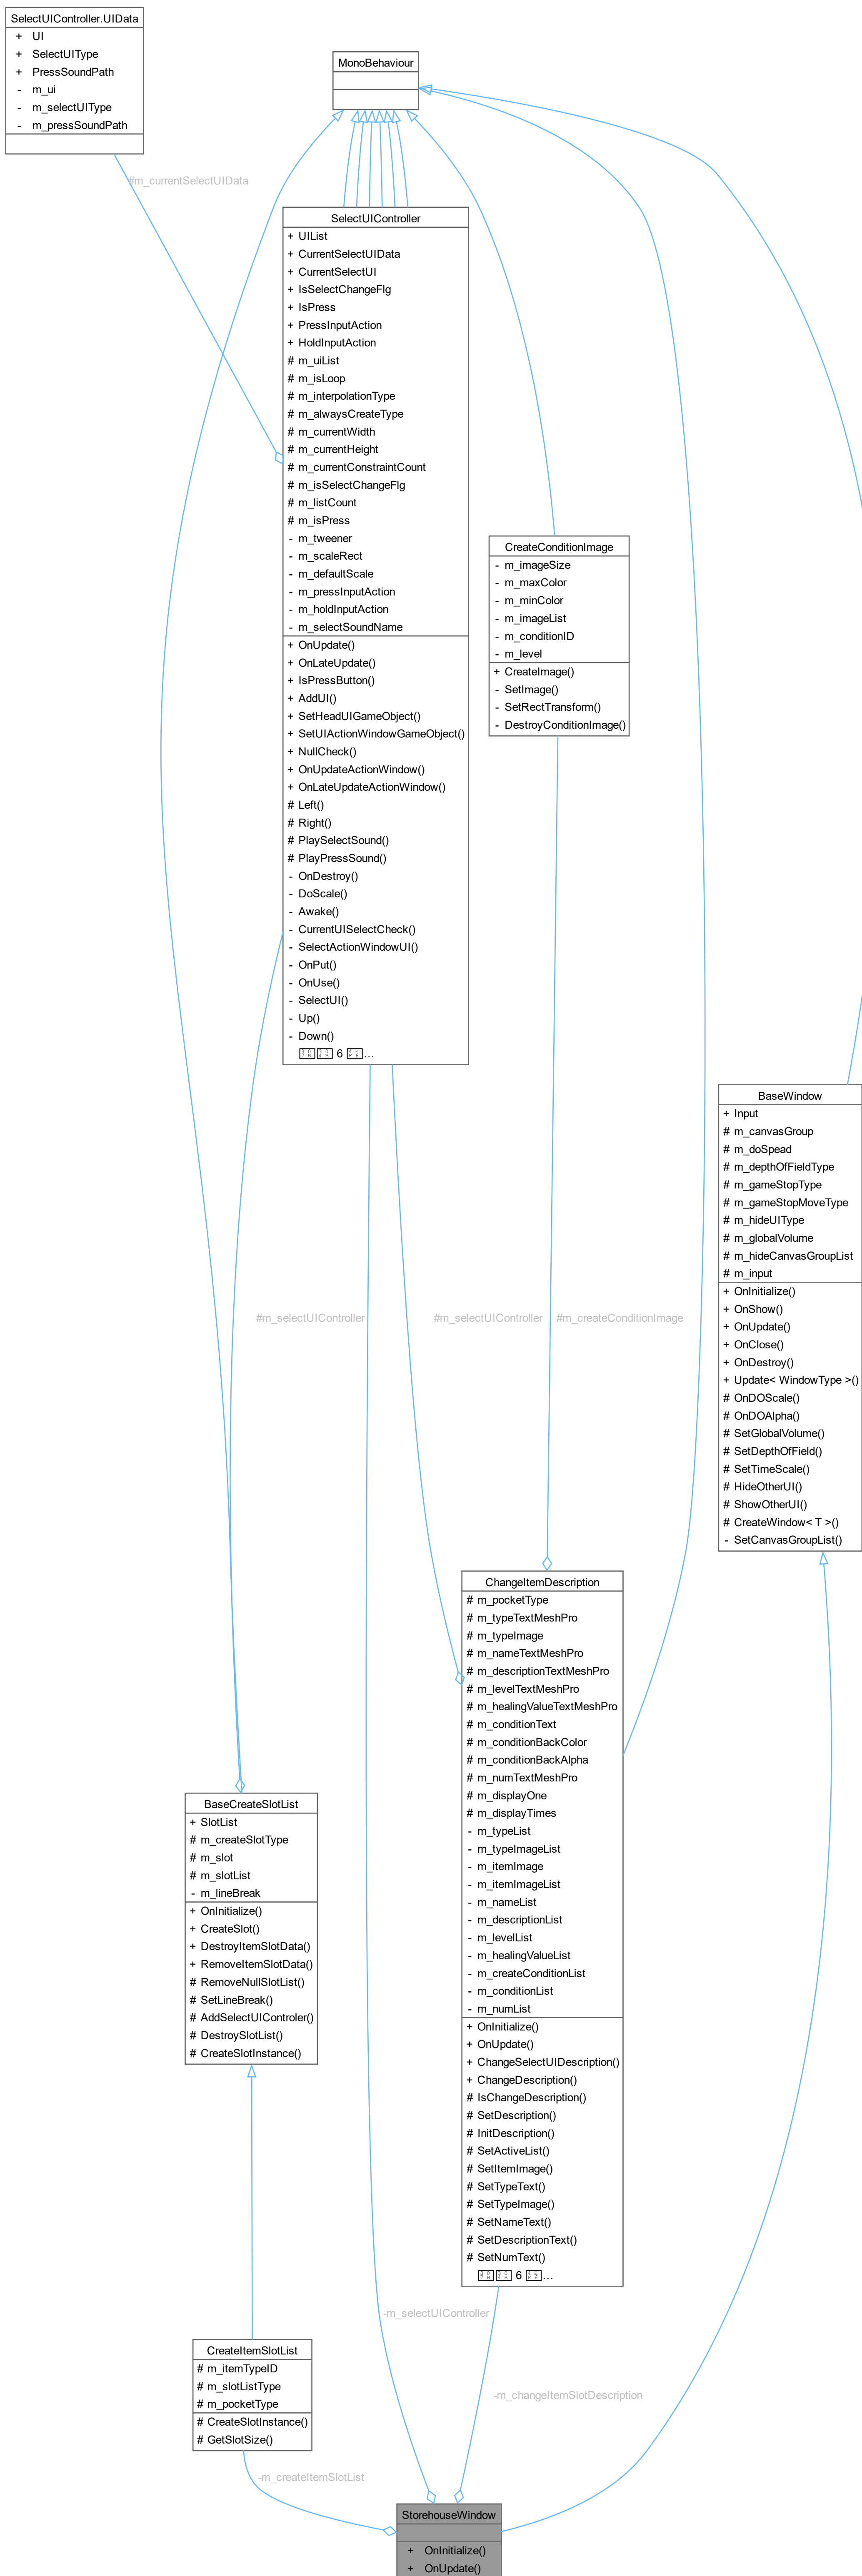 SelectUIController.UIData
+ UI
+ SelectUIType
+ PressSoundPath
- m_ui
- m_selectUIType
- m_pressSoundPath
MonoBehaviour
#m_currentSelectUIData
SelectUIController
+ UIList
+ CurrentSelectUIData
+ CurrentSelectUI
+ IsSelectChangeFlg
+ IsPress
+ PressInputAction
+ HoldInputAction
# m_uiList
# m_isLoop
# m_interpolationType
# m_alwaysCreateType
# m_currentWidth
# m_currentHeight
# m_currentConstraintCount
# m_isSelectChangeFlg
# m_listCount
# m_isPress
- m_tweener
- m_scaleRect
- m_defaultScale
- m_pressInputAction
- m_holdInputAction
- m_selectSoundName
+ OnUpdate()
+ OnLateUpdate()
+ IsPressButton()
+ AddUI()
+ SetHeadUIGameObject()
+ SetUIActionWindowGameObject()
+ NullCheck()
+ OnUpdateActionWindow()
+ OnLateUpdateActionWindow()
# Left()
# Right()
# PlaySelectSound()
# PlayPressSound()
- OnDestroy()
- DoScale()
- Awake()
- CurrentUISelectCheck()
- SelectActionWindowUI()
- OnPut()
- OnUse()
- SelectUI()
- Up()
- Down()
6 ...
CreateConditionImage
- m_imageSize
- m_maxColor
- m_minColor
- m_imageList
- m_conditionID
- m_level
+ CreateImage()
- SetImage()
- SetRectTransform()
- DestroyConditionImage()
BaseWindow
+ Input
# m_canvasGroup
# m_doSpead
# m_depthOfFieldType
# m_gameStopType
# m_gameStopMoveType
# m_hideUIType
# m_globalVolume
# m_hideCanvasGroupList
# m_input
+ OnInitialize()
+ OnShow()
+ OnUpdate()
+ OnClose()
+ OnDestroy()
+ Update< WindowType >()
# OnDOScale()
# OnDOAlpha()
# SetGlobalVolume()
# SetDepthOfField()
# SetTimeScale()
# HideOtherUI()
# ShowOtherUI()
# CreateWindow< T >()
- SetCanvasGroupList()
#m_selectUIController
#m_selectUIController
#m_createConditionImage
ChangeItemDescription
# m_pocketType
# m_typeTextMeshPro
# m_typeImage
# m_nameTextMeshPro
# m_descriptionTextMeshPro
# m_levelTextMeshPro
# m_healingValueTextMeshPro
# m_conditionText
# m_conditionBackColor
# m_conditionBackAlpha
# m_numTextMeshPro
# m_displayOne
# m_displayTimes
- m_typeList
- m_typeImageList
- m_itemImage
- m_itemImageList
- m_nameList
- m_descriptionList
- m_levelList
- m_healingValueList
- m_createConditionList
- m_conditionList
- m_numList
+ OnInitialize()
+ OnUpdate()
+ ChangeSelectUIDescription()
+ ChangeDescription()
# IsChangeDescription()
# SetDescription()
# InitDescription()
# SetActiveList()
# SetItemImage()
# SetTypeText()
# SetTypeImage()
# SetNameText()
# SetDescriptionText()
# SetNumText()
6 ...
BaseCreateSlotList
+ SlotList
# m_createSlotType
# m_slot
# m_slotList
- m_lineBreak
+ OnInitialize()
+ CreateSlot()
+ DestroyItemSlotData()
+ RemoveItemSlotData()
# RemoveNullSlotList()
# SetLineBreak()
# AddSelectUIControler()
# DestroySlotList()
# CreateSlotInstance()
CreateItemSlotList
# m_itemTypeID
# m_slotListType
# m_pocketType
# CreateSlotInstance()
# GetSlotSize()
-m_selectUIController
-m_changeItemSlotDescription
-m_createItemSlotList
StorehouseWindow
+ OnInitialize()
+ OnUpdate()